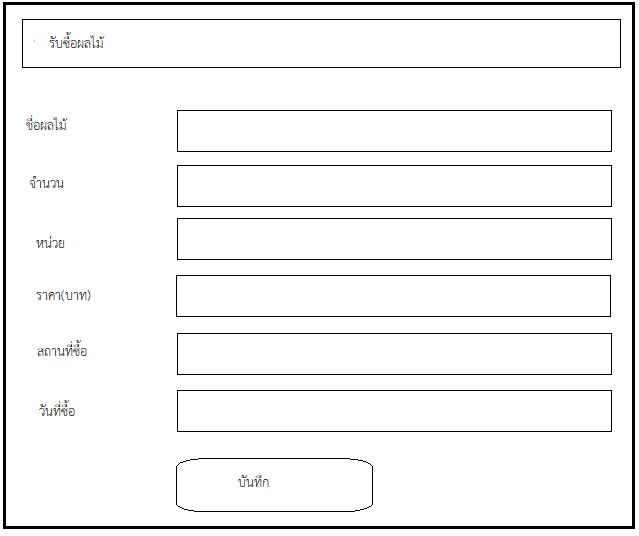 รับซื้อผลไม้
ชื่อผลไม้
จำนวน
หน่วย
ราคา(บาท)
สถานที่ซื้อ
วันที่ซื้อ
บันทึก